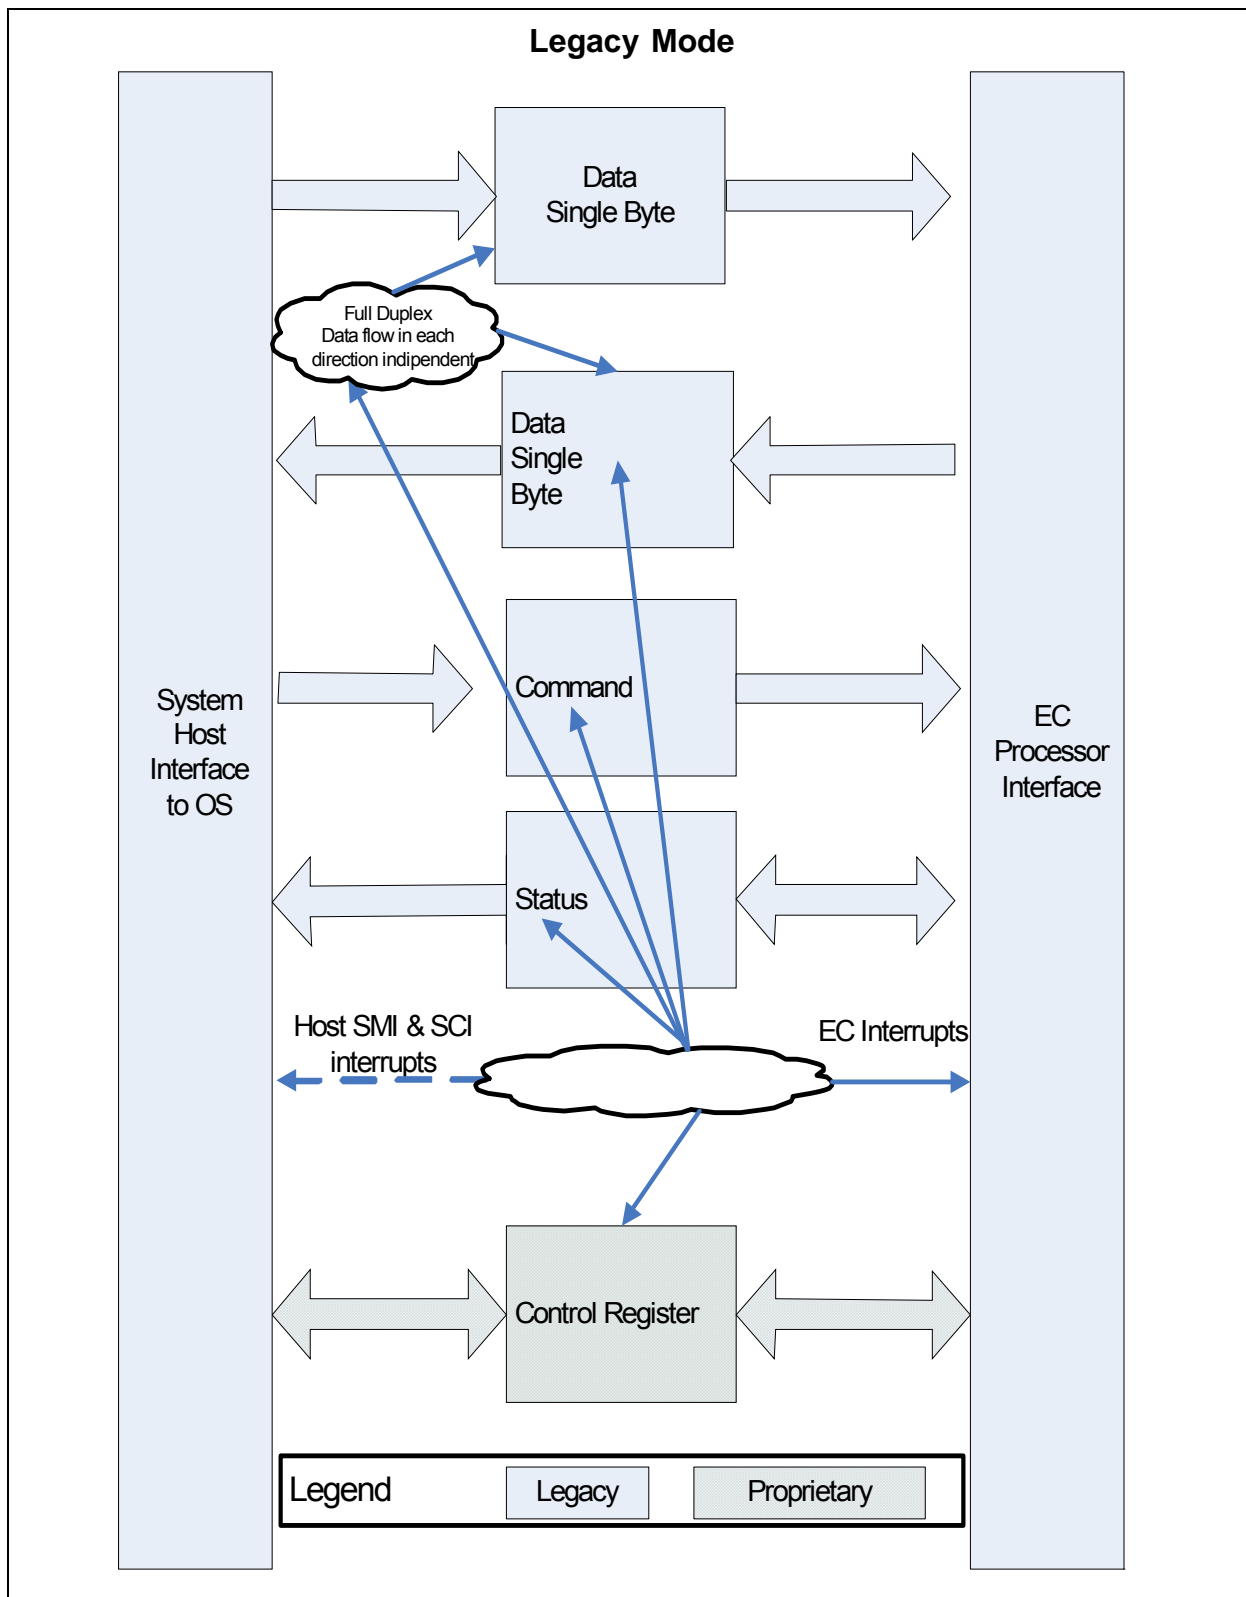 Legacy Mode
Data
Single Byte
Full Duplex
Data flow in each
direction indipendent
Data
Single
Byte
System
Host
Interface
to OS
Command
EC
Processor
Interface
Status
Host SMI & SCI
interrupts
EC Interrupts
Control Register
Legend
Legacy
Proprietary